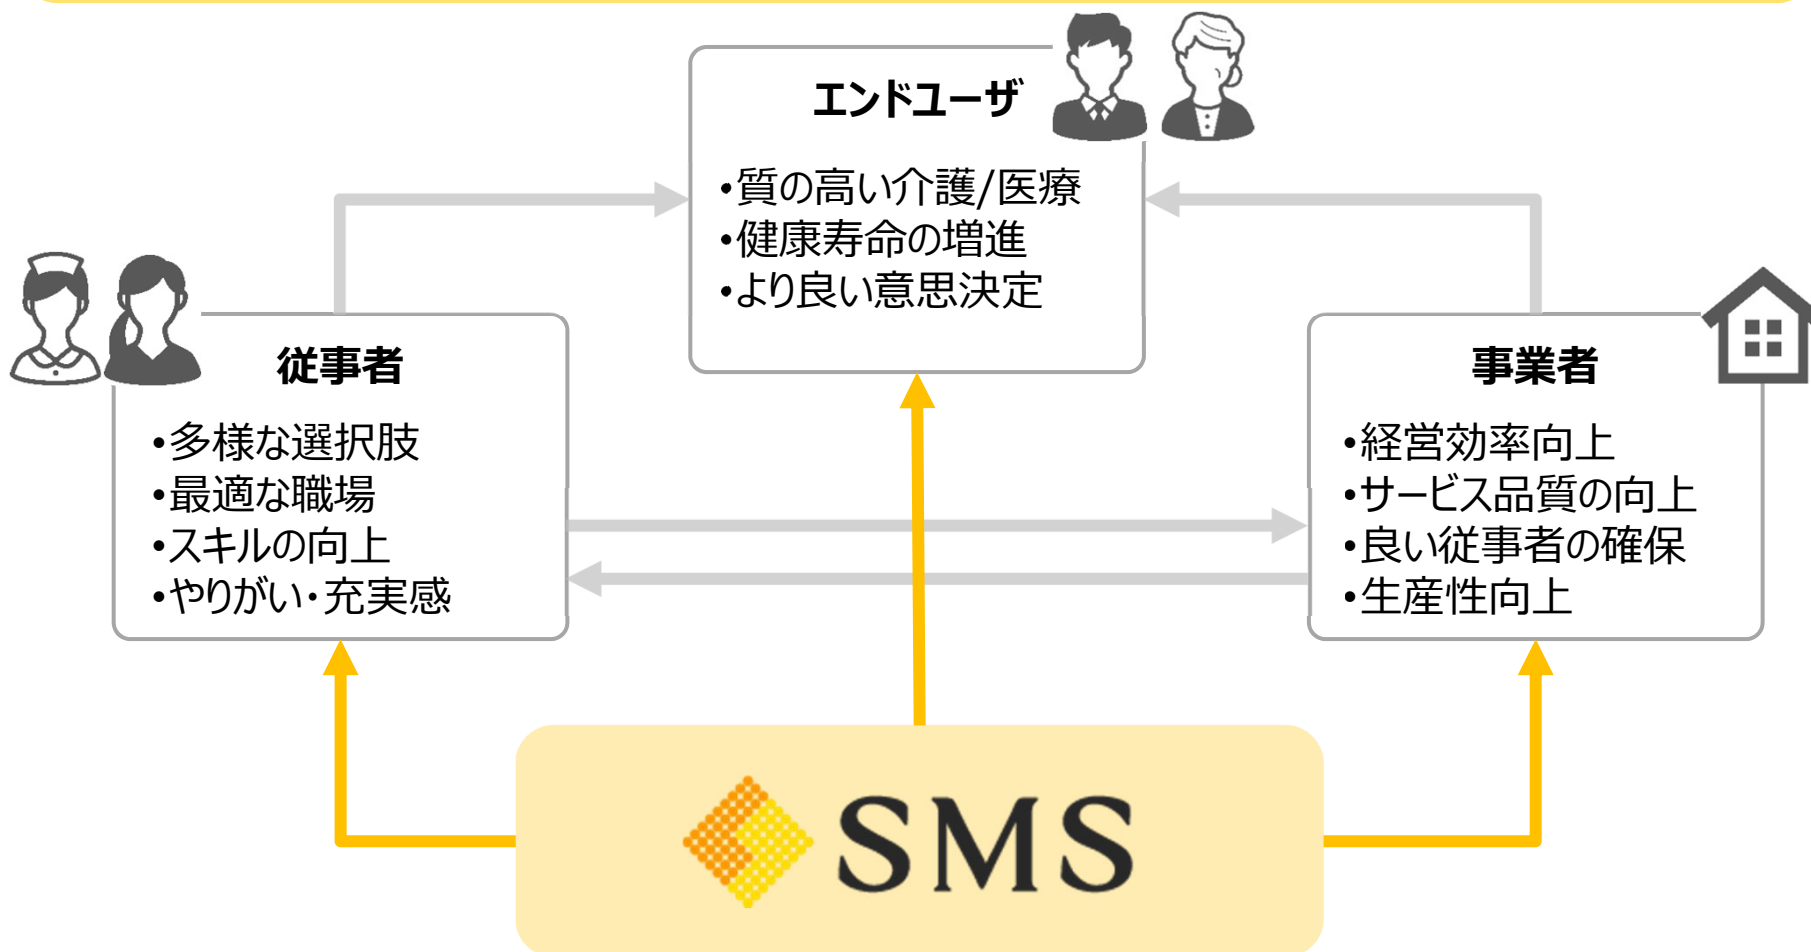 エンドユーザ
•質の高い介護/医療
•健康寿命の増進
•より良い意思決定
従事者
•多様な選択肢
•最適な職場
•スキルの向上
•やりがい・充実感
事業者
•経営効率向上
•サービス品質の向上
•良い従事者の確保
•生産性向上
SMS